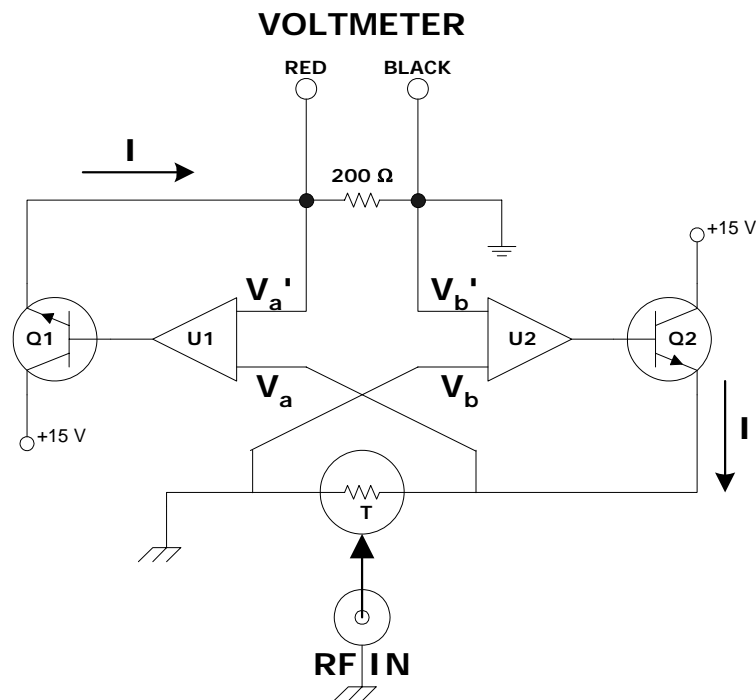 VOLTMETER
RED BLACK
I
200 Ω
+15 V
Va' Vb'
Q1 U1 U2 Q2
Va Vb
I
+15 V
T
RF IN